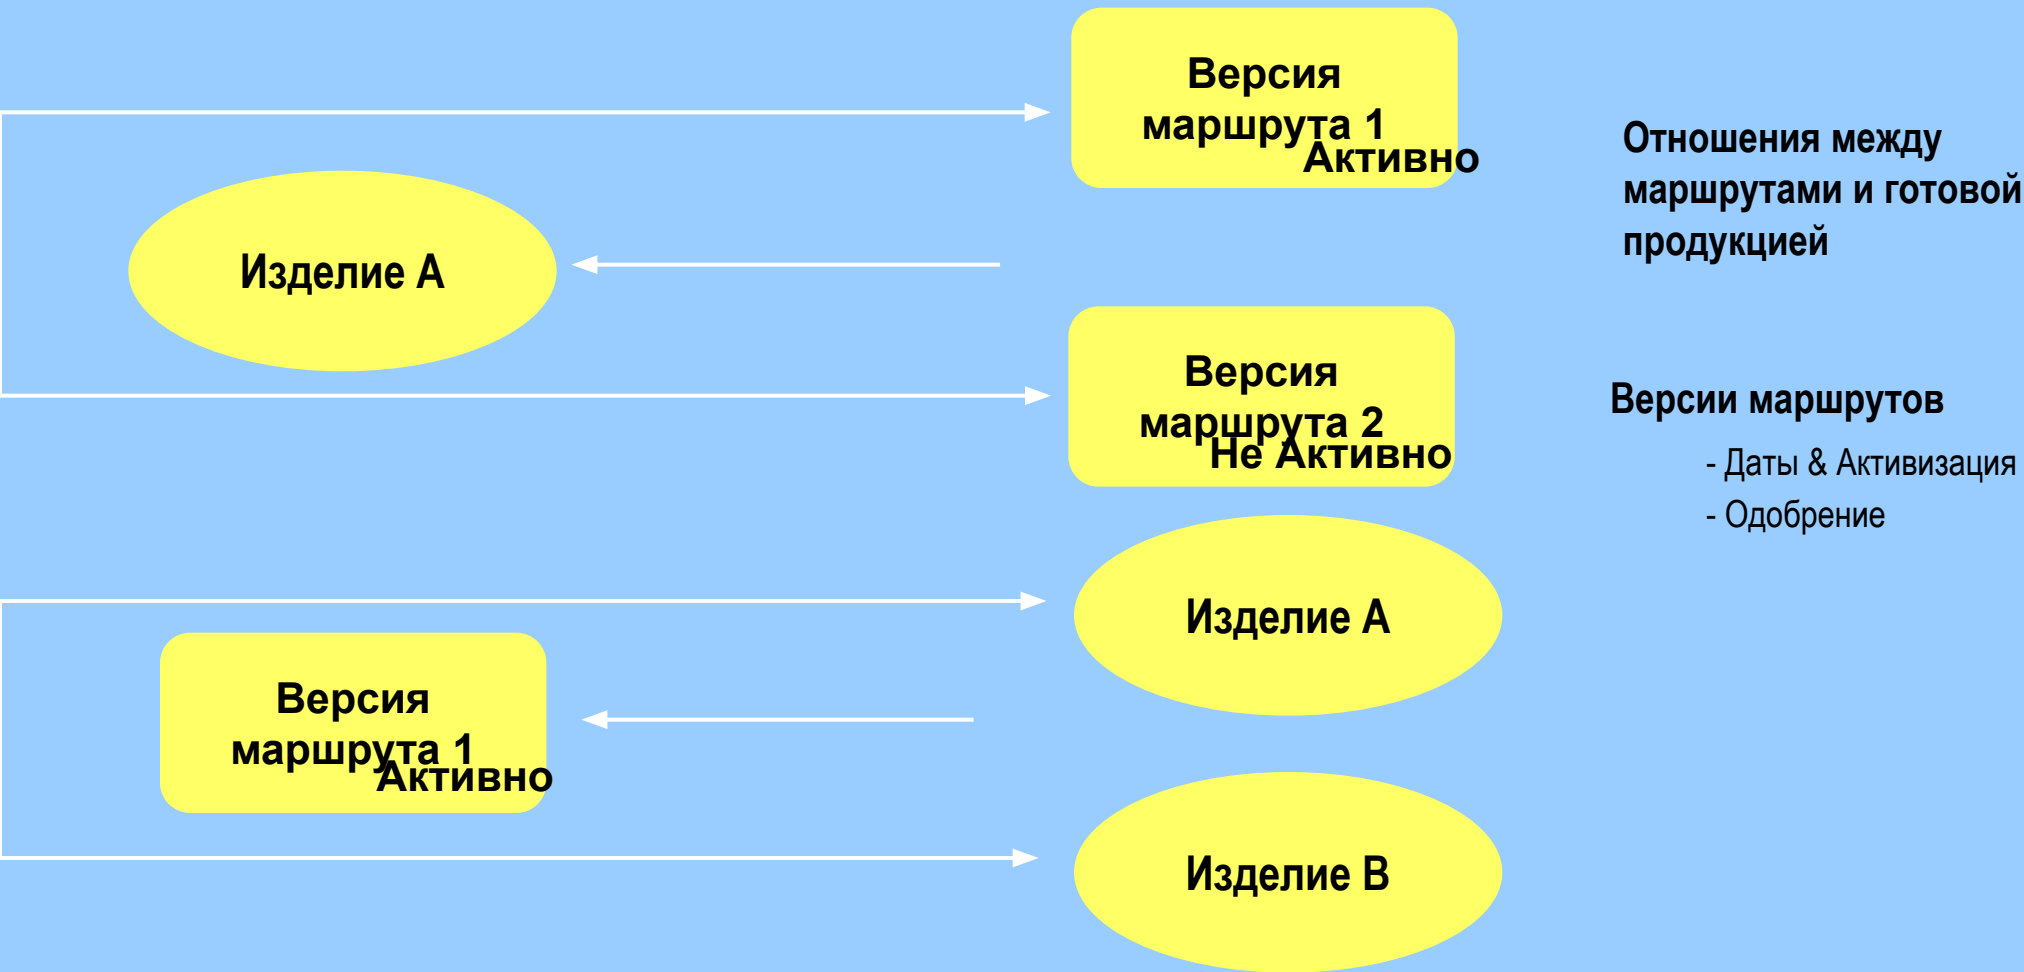 Версия
маршрута 1
Активно
Отношения между
маршрутами и готовой
продукцией
Изделие А
Версия
маршрута 2
Не Активно
Версии маршрутов
- Даты & Активизация
- Одобрение
Изделие А
Версия
маршрута 1
Активно
Изделие В